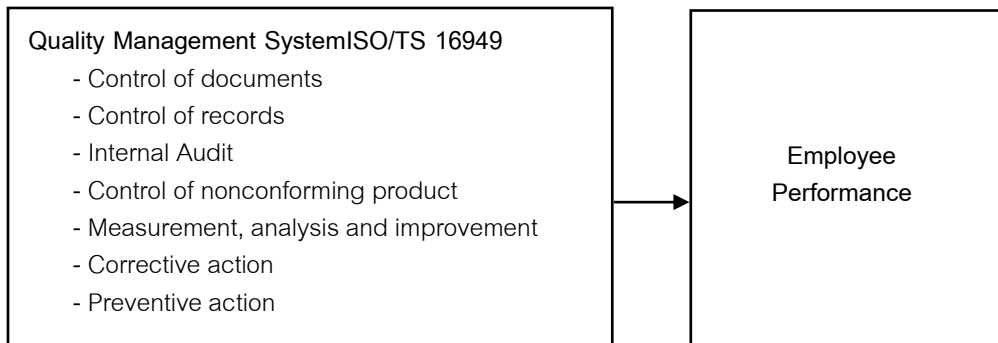 Quality Management SystemISO/TS 16949
- Control of documents
- Control of records
- Internal Audit
- Control of nonconforming product
- Measurement, analysis and improvement
- Corrective action
- Preventive action
Employee
Performance